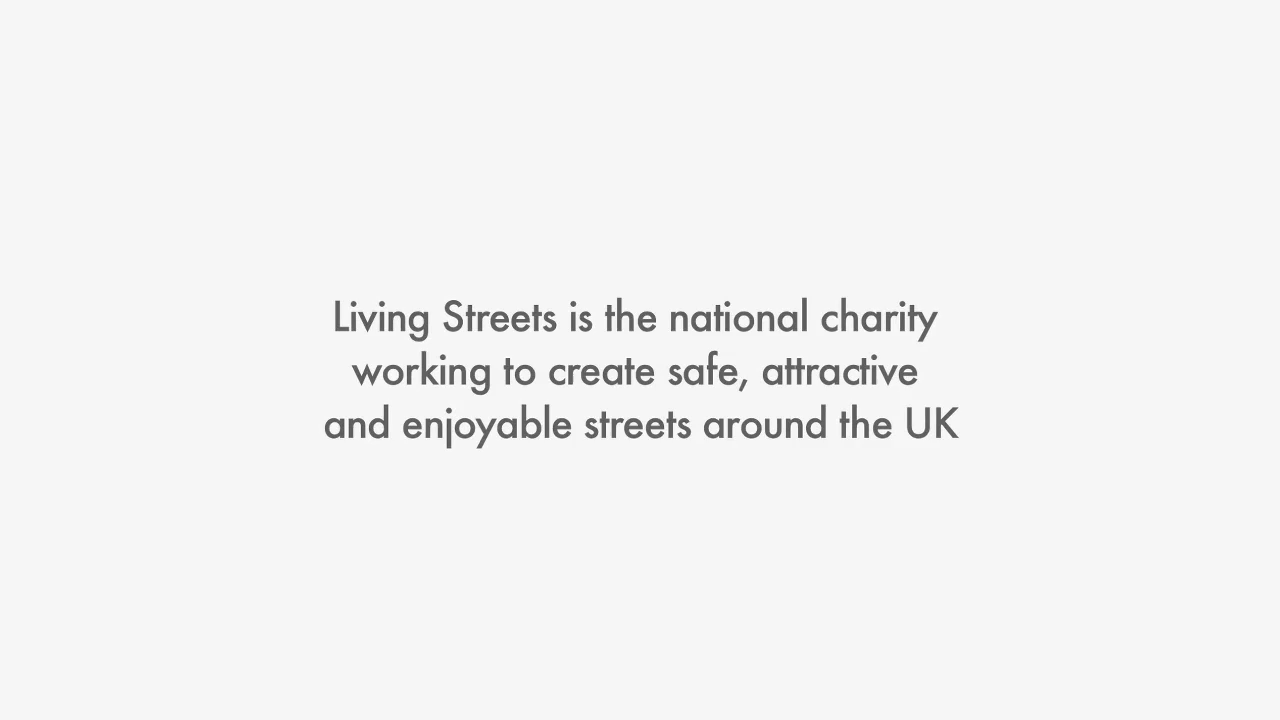 Living Streets is the national charity
working to create safe, attractive
and enjoyable streets around the UK